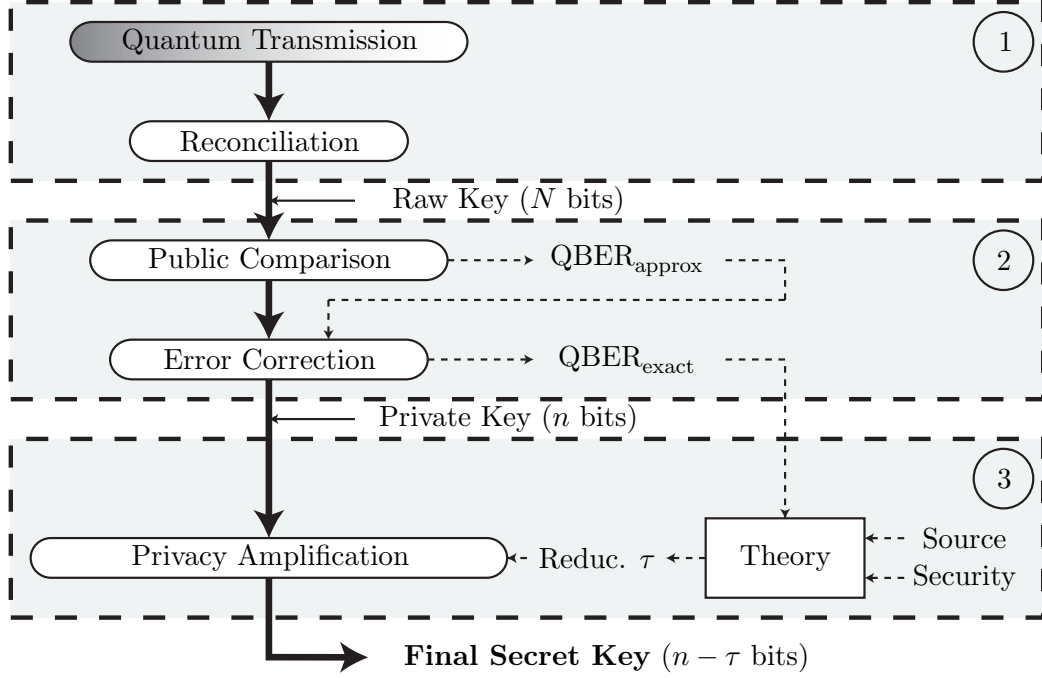 Quantum Transmission
1
Reconciliation
Raw Key (N bits)
Public Comparison
QBER_approx
2
Error Correction
QBER_exact
Private Key (n bits)
3
Privacy Amplification
Reduc. τ
Theory
Source
Security
Final Secret Key (n − τ bits)